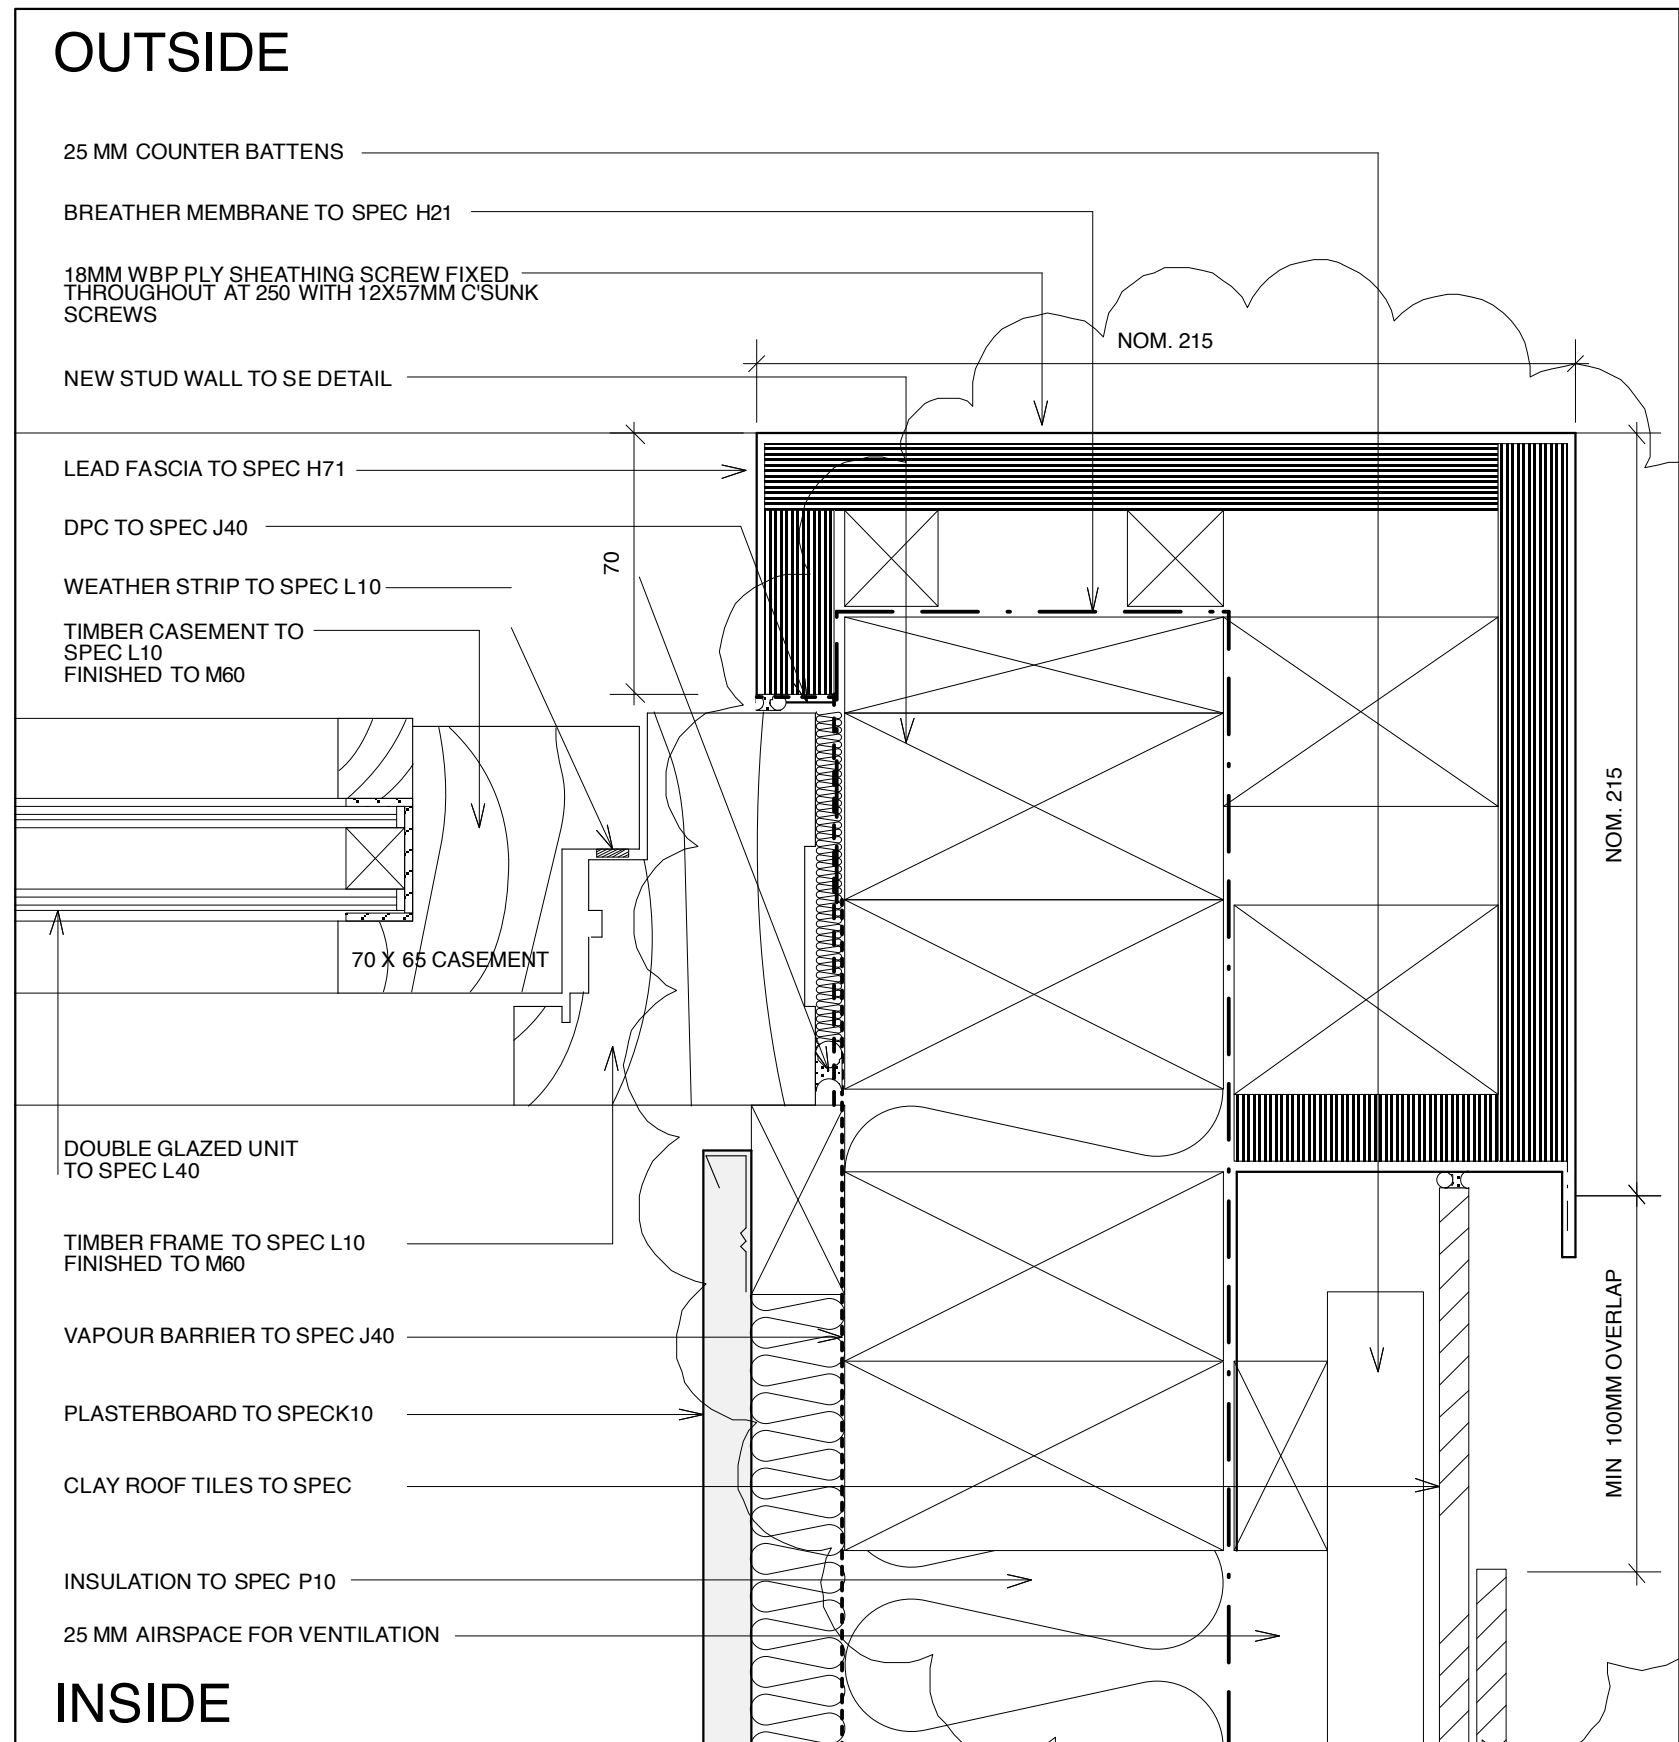 OUTSIDE
25 MM COUNTER BATTENS
BREATHER MEMBRANE TO SPEC H21
18MM WBP PLY SHEATHING SCREW FIXED
THROUGHOUT AT 250 WITH 12X57MM C'SUNK
SCREWS
NOM. 215
NEW STUD WALL TO SE DETAIL
LEAD FASCIA TO SPEC H71
DPC TO SPEC J40
70
WEATHER STRIP TO SPEC L10
TIMBER CASEMENT TO
SPEC L10
FINISHED TO M60
NOM. 215
70 X 65 CASEMENT
DOUBLE GLAZED UNIT
TO SPEC L40
TIMBER FRAME TO SPEC L10
FINISHED TO M60
VAPOUR BARRIER TO SPEC J40
MIN 100MM OVERLAP
PLASTERBOARD TO SPECK10
CLAY ROOF TILES TO SPEC
INSULATION TO SPEC P10
25 MM AIRSPACE FOR VENTILATION
INSIDE